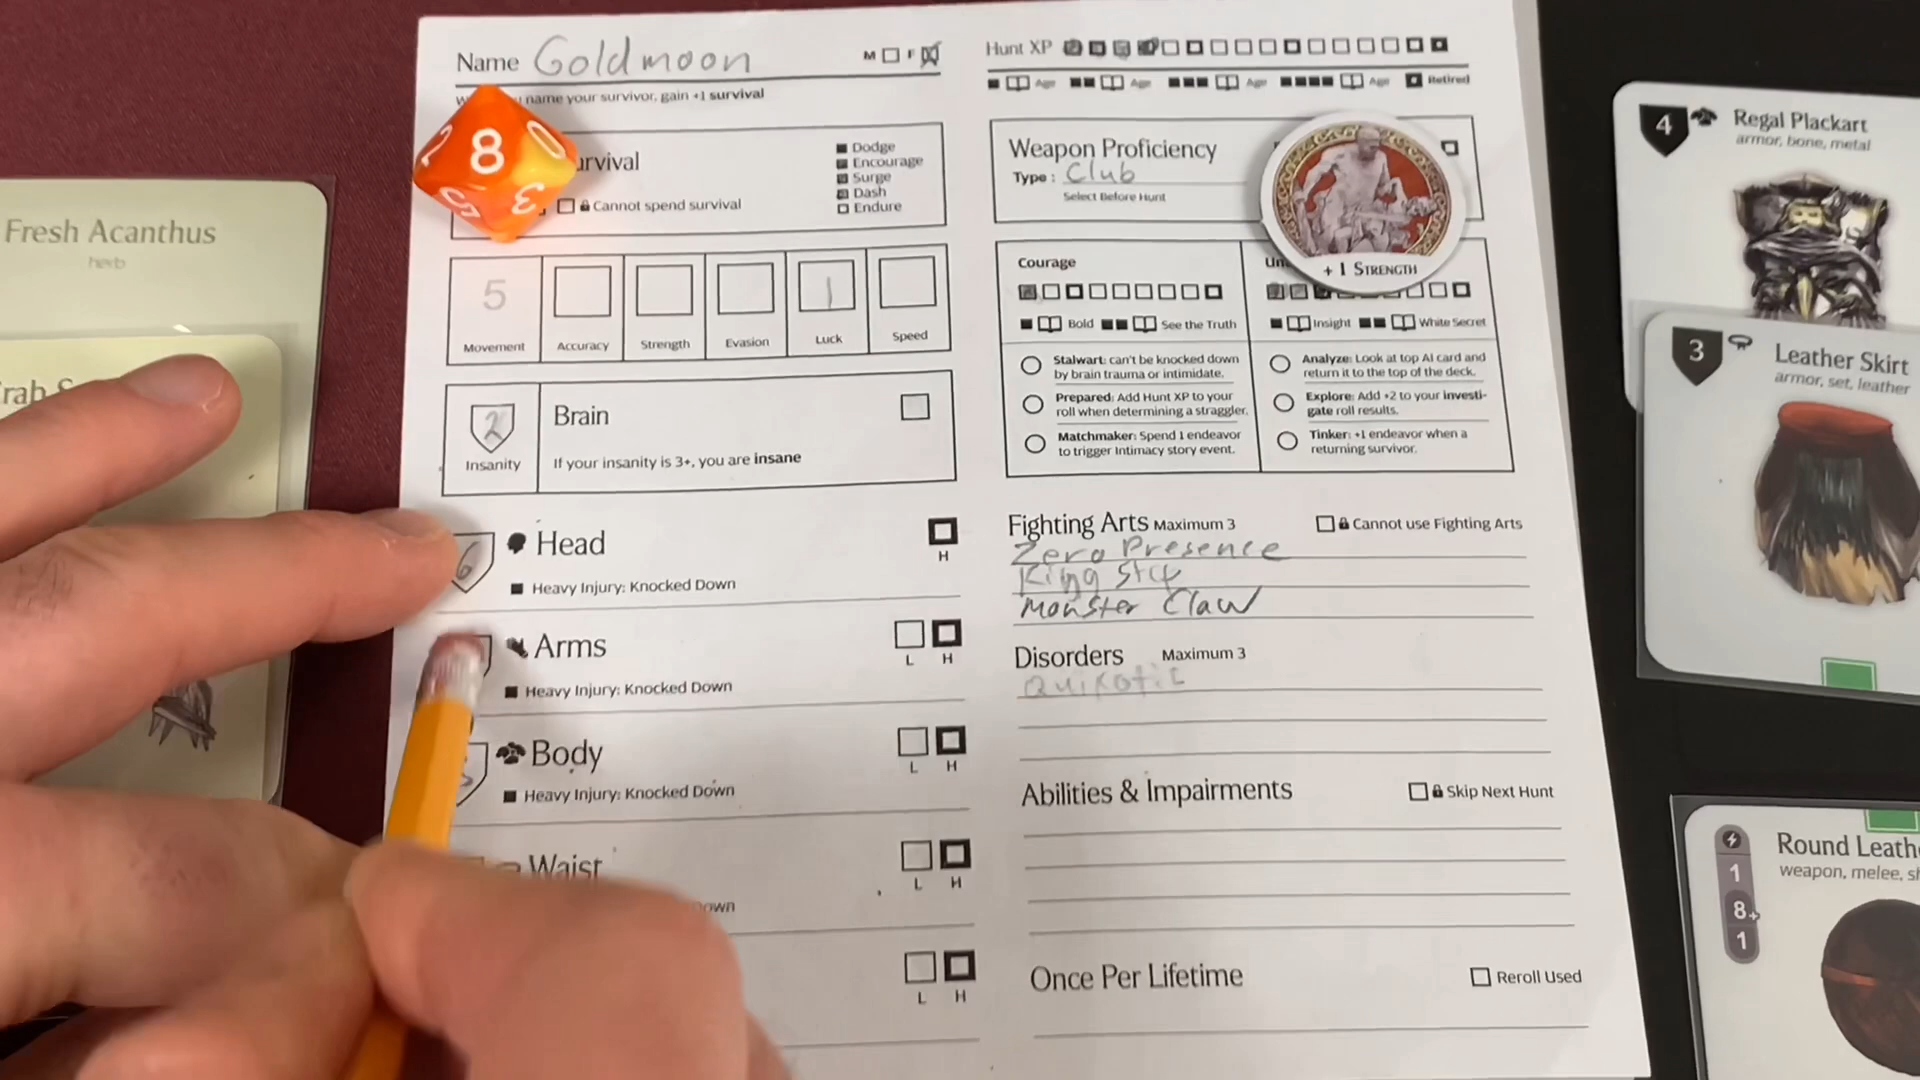 Fresh Acanthus
herb
Name Goldmoon M F
name your survivor, gain +1 survival
8
Cannot spend survival
Dodge
Encourage
Surge
Dash
Endure
5 1
Movement Accuracy Strength Evasion Luck Speed
2 Brain
Insanity If your insanity is 3+, you are insane
6 Head
H
Heavy Injury: Knocked Down
Arms
L H
Heavy Injury: Knocked Down
Body
L H
Heavy Injury: Knocked Down
Waist
L H
L H
Hunt XP
Age Age Age Age Retired
Weapon Proficiency
Type: Club
Select Before Hunt
+ 1 STRENGTH
Courage
Bold See the Truth
Insight White Secret
Stalwart: can't be knocked down
by brain trauma or intimidate.
Prepared: Add Hunt XP to your
roll when determining a straggler.
Matchmaker: Spend 1 endeavor
to trigger Intimacy story event.
Analyze: Look at top AI card and
return it to the top of the deck.
Explore: Add +2 to your investi-
gate roll results.
Tinker: +1 endeavor when a
returning survivor.
Fighting Arts Maximum 3 Cannot use Fighting Arts
Zero Presence
King Step
Monster Claw
Disorders Maximum 3
Quixotic
Abilities & Impairments Skip Next Hunt
Once Per Lifetime Reroll Used
4 Regal Plackart
armor, bone, metal
3 Leather Skirt
armor, set, leather
Round
weapon, melee,
1
8+
1